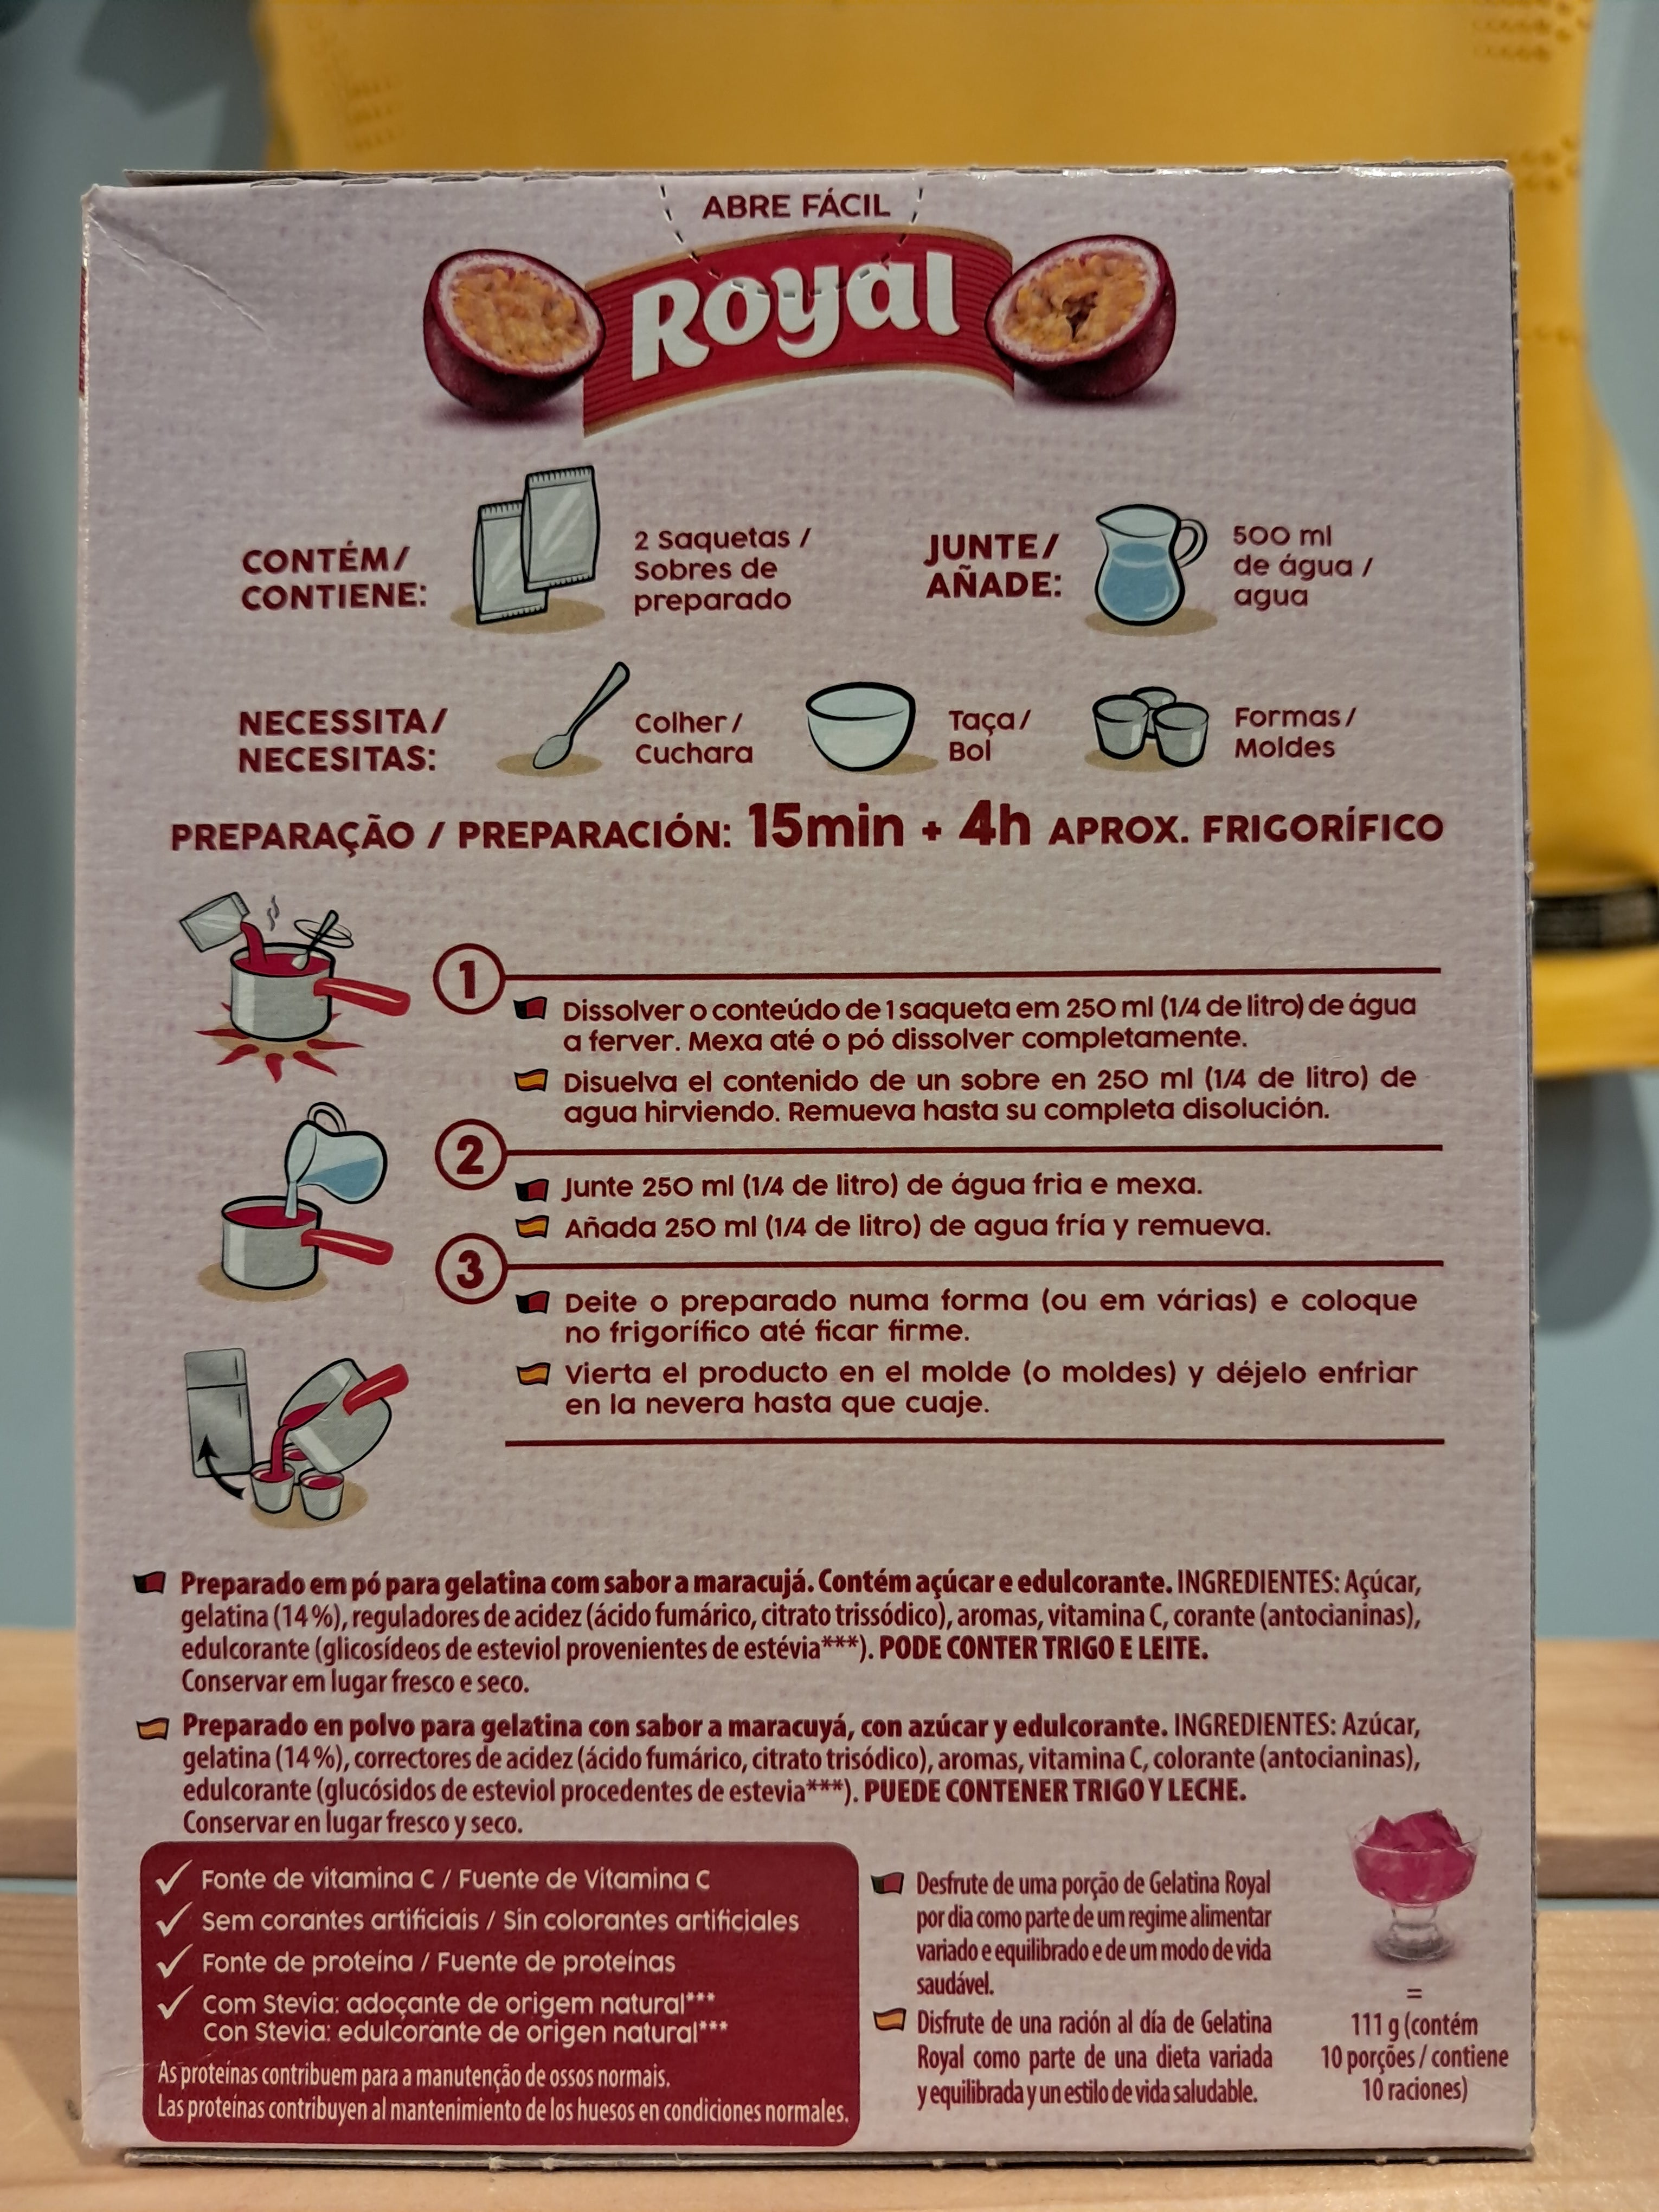 ABRE FÁCIL
Royal
CONTÉM/
CONTIENE:
2 Saquetas /
Sobres de
preparado
JUNTE/
AÑADE:
500 ml
de água /
agua
NECESSITA/
NECESITAS:
Colher/
Cuchara
Taça/
Bol
Formas/
Moldes
PREPARAÇÃO / PREPARACIÓN: 15min + 4h APROX. FRIGORÍFICO
1
Dissolver o conteúdo de 1 saqueta em 250 ml (1/4 de litro) de água
a ferver. Mexa até o pó dissolver completamente.
Disuelva el contenido de un sobre en 250 ml (1/4 de litro) de
agua hirviendo. Remueva hasta su completa disolución.
2
Junte 250 ml (1/4 de litro) de água fria e mexa.
Añada 250 ml (1/4 de litro) de agua fría y remueva.
3
Deite o preparado numa forma (ou em várias) e coloque
no frigorífico até ficar firme.
Vierta el producto en el molde (o moldes) y déjelo enfriar
en la nevera hasta que cuaje.
Preparado em pó para gelatina com sabor a maracujá. Contém açúcar e edulcorante. INGREDIENTES: Açúcar,
gelatina (14%), reguladores de acidez (ácido fumárico, citrato trissódico), aromas, vitamina C, corante (antocianinas),
edulcorante (glicosídeos de esteviol provenientes de estévia***). PODE CONTER TRIGO E LEITE.
Conservar em lugar fresco e seco.
Preparado en polvo para gelatina con sabor a maracuyá, con azúcar y edulcorante. INGREDIENTES: Azúcar,
gelatina (14%), correctores de acidez (ácido fumárico, citrato trisódico), aromas, vitamina C, colorante (antocianinas),
edulcorante (glucósidos de esteviol procedentes de estevia***). PUEDE CONTENER TRIGO Y LECHE.
Conservar en lugar fresco y seco.
Fonte de vitamina C / Fuente de Vitamina C
Sem corantes artificiais / Sin colorantes artificiales
Fonte de proteína / Fuente de proteínas
Com Stevia: adoçante de origem natural***
Con Stevia: edulcorante de origen natural***
As proteínas contribuem para a manutenção de ossos normais.
Las proteínas contribuyen al mantenimiento de los huesos en condiciones normales.
Desfrute de uma porção de Gelatina Royal
por dia como parte de um regime alimentar
variado e equilibrado e de um modo de vida
saudável.
Disfrute de una ración al día de Gelatina
Royal como parte de una dieta variada
y equilibrada y un estilo de vida saludable.
=
111 g (contém
10 porções / contiene
10 raciones)